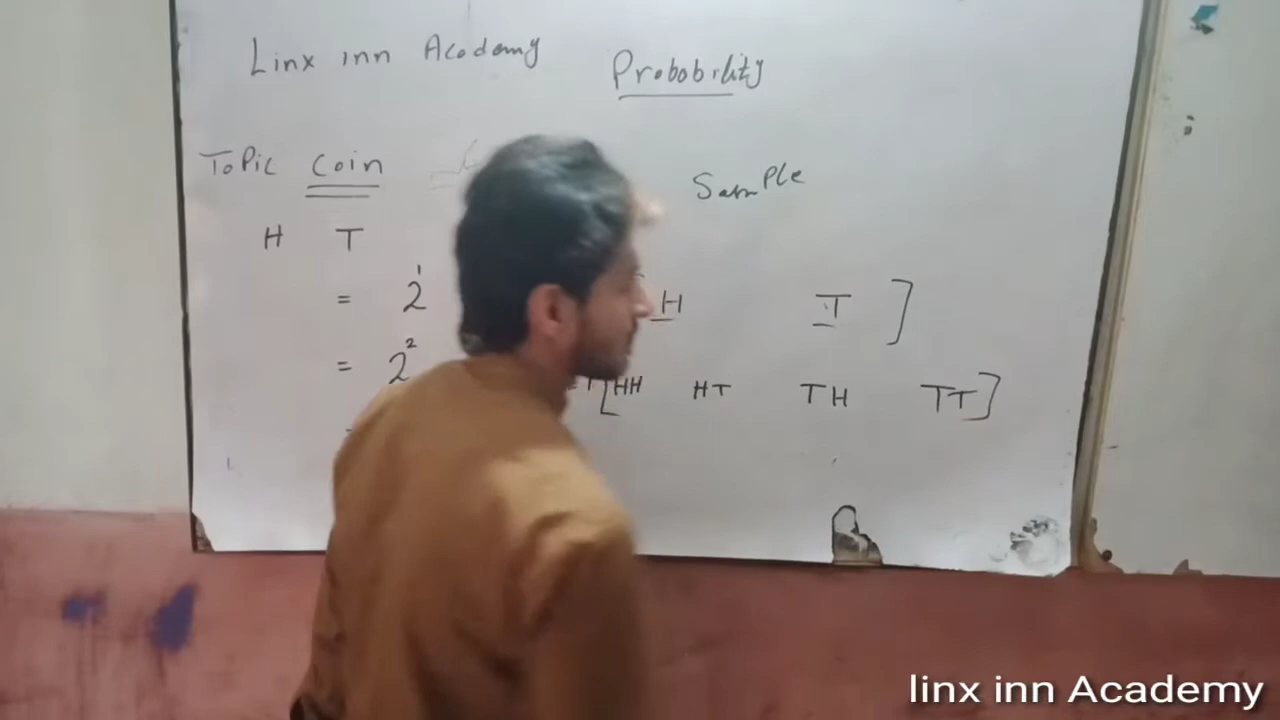 Linx inn Academy
Probability
Topic Coin
Sample
H T
= 2¹ H T ]
= 2² = [HH HT TH TT]
linx inn Academy